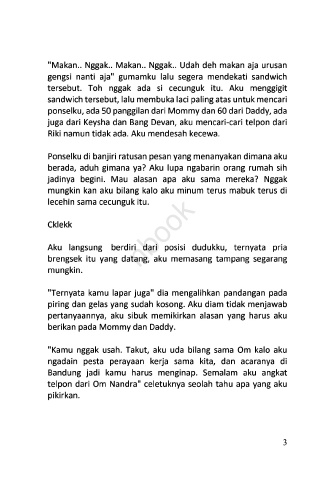 "Makan.. Nggak.. Makan.. Nggak.. Udah deh makan aja urusan
gengsi nanti aja" gumamku lalu segera mendekati sandwich
tersebut. Toh nggak ada si cecunguk itu. Aku menggigit
sandwich tersebut, lalu membuka laci paling atas untuk mencari
ponselku, ada 50 panggilan dari Mommy dan 60 dari Daddy, ada
juga dari Keysha dan Bang Devan, aku mencari-cari telpon dari
Riki namun tidak ada. Aku mendesah kecewa.
Ponselku di banjiri ratusan pesan yang menanyakan dimana aku
berada, aduh gimana ya? Aku lupa ngabarin orang rumah sih
jadinya begini. Mau alasan apa aku sama mereka? Nggak
mungkin kan aku bilang kalo aku minum terus mabuk terus di
lecehin sama cecunguk itu.
Cklekk
Aku langsung berdiri dari posisi dudukku, ternyata pria
brengsek itu yang datang, aku memasang tampang segarang
mungkin.
"Ternyata kamu lapar juga" dia mengalihkan pandangan pada
piring dan gelas yang sudah kosong. Aku diam tidak menjawab
pertanyaannya, aku sibuk memikirkan alasan yang harus aku
berikan pada Mommy dan Daddy.
"Kamu nggak usah. Takut, aku uda bilang sama Om kalo aku
ngadain pesta perayaan kerja sama kita, dan acaranya di
Bandung jadi kamu harus menginap. Semalam aku angkat
telpon dari Om Nandra" celetuknya seolah tahu apa yang aku
pikirkan.
3